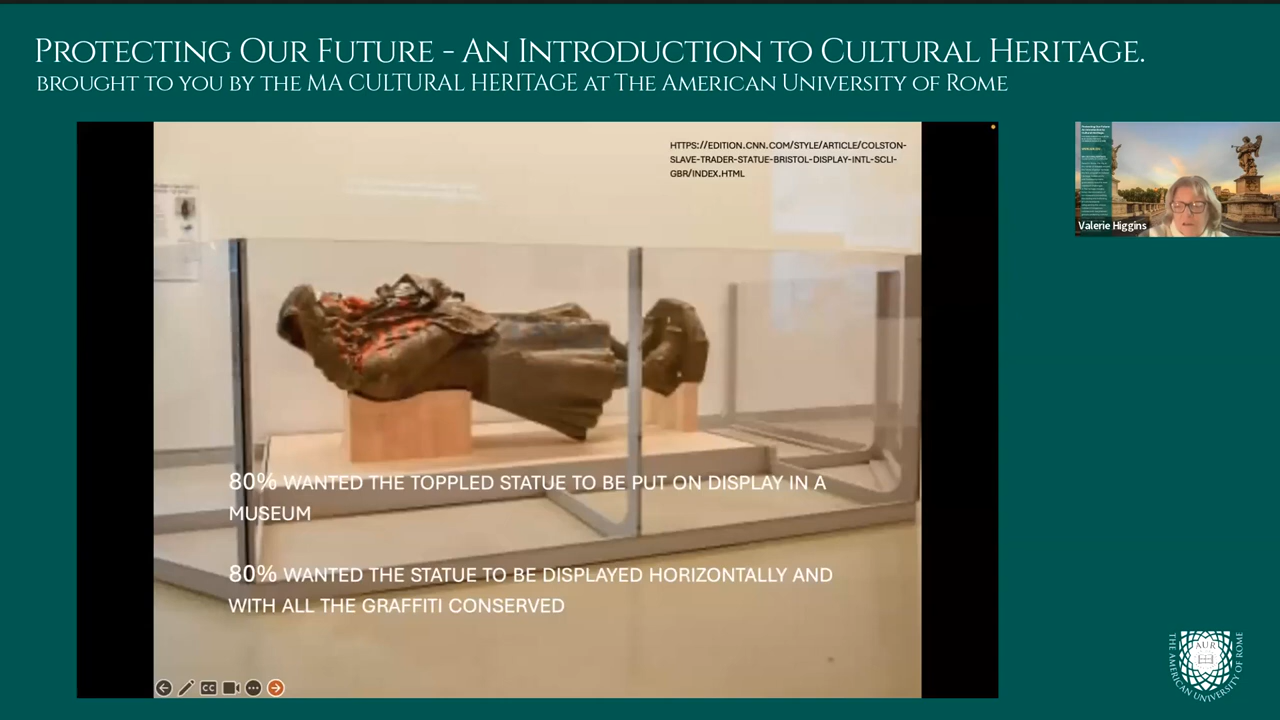 PROTECTING OUR FUTURE - AN INTRODUCTION TO CULTURAL HERITAGE.
BROUGHT TO YOU BY THE MA CULTURAL HERITAGE AT THE AMERICAN UNIVERSITY OF ROME
HTTPS://EDITION.CNN.COM/STYLE/ARTICLE/COLSTON-
SLAVE-TRADER-STATUE-BRISTOL-DISPLAY-INTL-SCLI-
GBR/INDEX.HTML
Valerie Higgins
80% WANTED THE TOPPLED STATUE TO BE PUT ON DISPLAY IN A
MUSEUM
80% WANTED THE STATUE TO BE DISPLAYED HORIZONTALLY AND
WITH ALL THE GRAFFITI CONSERVED
CC
THE AMERICAN UNIVERSITY OF ROME
AUR